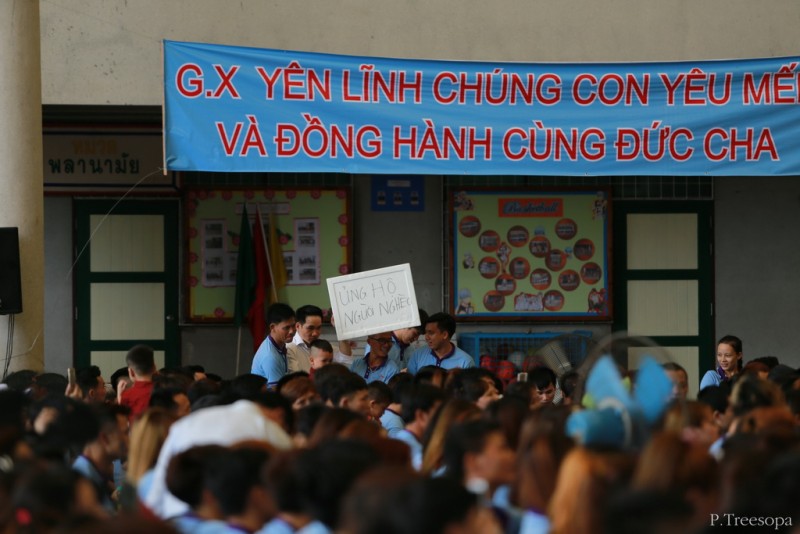 G.X YÊN LĨNH CHÚNG CON YÊU MẾN
VÀ ĐỒNG HÀNH CÙNG ĐỨC CHA
พลานามัย
ỦNG HỘ
NGƯỜI NGHÈO
P.Treesopa